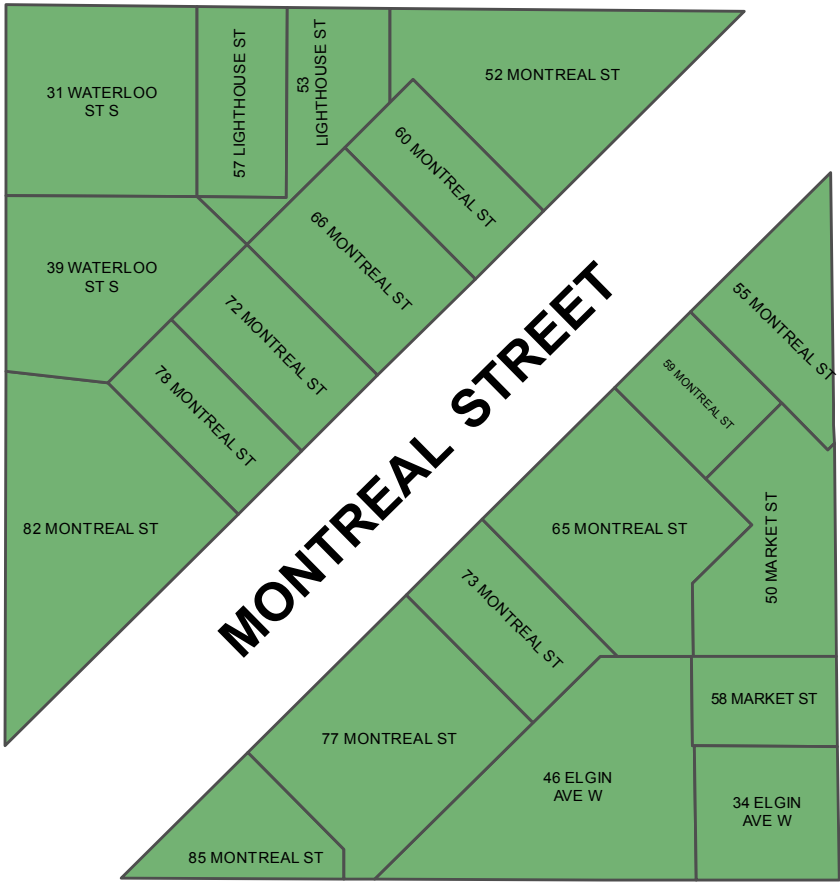 31 WATERLOO
ST S
57 LIGHTHOUSE ST
53
LIGHTHOUSE ST
52 MONTREAL ST
60 MONTREAL ST
66 MONTREAL ST
39 WATERLOO
ST S
72 MONTREAL ST
78 MONTREAL ST
82 MONTREAL ST
MONTREAL STREET
55 MONTREAL ST
59 MONTREAL ST
65 MONTREAL ST
50 MARKET ST
73 MONTREAL ST
58 MARKET ST
77 MONTREAL ST
46 ELGIN
AVE W
34 ELGIN
AVE W
85 MONTREAL ST